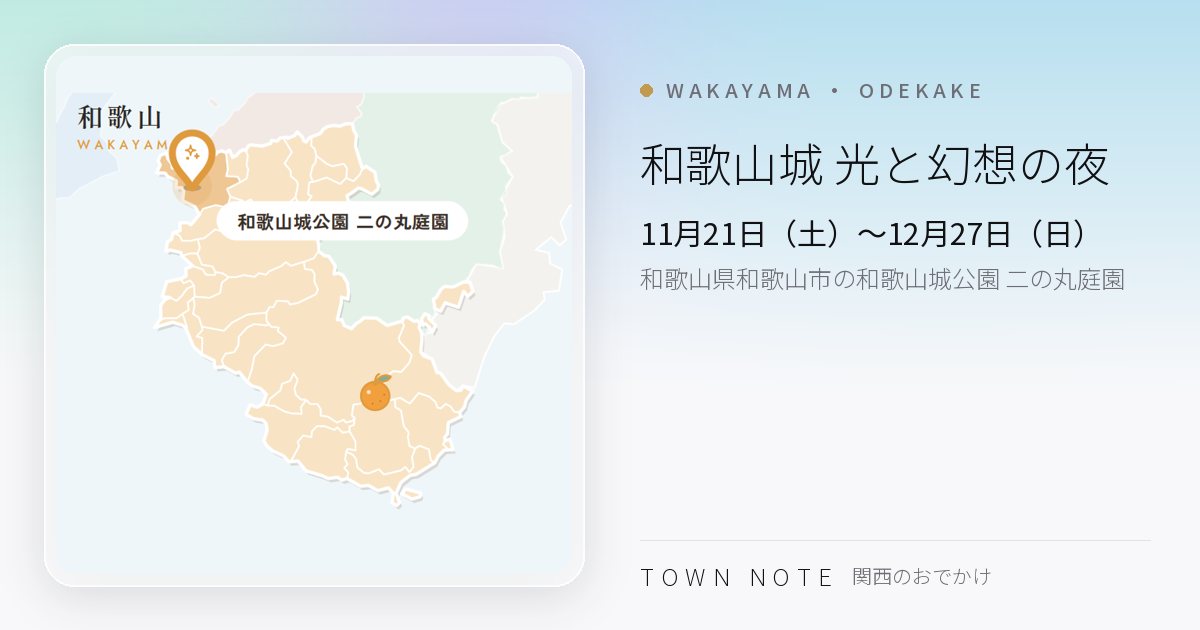 和歌山
WAKAYAM
和歌山城公園 二の丸庭園
WAKAYAMA • ODEKAKE
和歌山城 光と幻想の夜
11月21日（土）〜12月27日（日）
和歌山県和歌山市の和歌山城公園 二の丸庭園
TOWN NOTE 関西のおでかけ